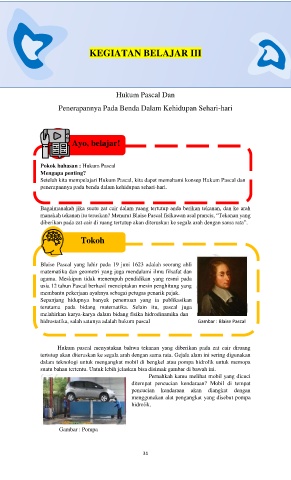 KEGIATAN BELAJAR III
Hukum Pascal Dan
Penerapannya Pada Benda Dalam Kehidupan Sehari-hari
Ayo, belajar!
Pokok bahasan : Hukum Pascal
Mengapa penting?
Setelah kita mempelajari Hukum Pascal, kita dapat memahami konsep Hukum Pascal dan
penerapannya pada benda dalam kehidupan sehari-hari.
Bagaimanakah jika suatu zat cair dalam ruang tertutup anda berikan tekanan, dan ke arah
manakah tekanan itu teruskan? Menurut Blaise Pascal fisikawan asal prancis, "Tekanan yang
diberikan pada zat cair di ruang tertutup akan diteruskan ke segala arah dengan sama rata".
Tokoh
Blaise Pascal yang lahir pada 19 juni 1623 adalah seorang ahli
matematika dan geometri yang juga mendalami ilmu filsafat dan
agama. Meskipun tidak menempuh pendidikan yang resmi pada
usia 12 tahun Pascal berhasil menciptakan mesin penghitung yang
membantu pekerjaan ayahnya sebagai petugas penarik pajak.
Sepanjang hidupnya banyak penemuan yang ia publikasikan
terutama pada bidang matematika. Selain itu, pascal juga
melahirkan karya-karya dalam bidang fisika hidrodinamika dan
hidrostatika, salah satunya adalah hukum pascal
Gambar : Blaise Pascal
Hukum pascal menyatakan bahwa tekanan yang diberikan pada zat cair diruang
tertutup akan diteruskan ke segala arah dengan sama rata. Gejala alam ini sering digunakan
dalam teknologi untuk mengangkat mobil di bengkel atau pompa hidrolik untuk memompa
suatu bahan tertentu. Untuk lebih jelaskan bisa disimak gambar di bawah ini.
Pernahkah kamu melihat mobil yang dicuci
ditempat pencucian kendaraan? Mobil di tempat
pencucian kendaraan akan diangkat dengan
menggunakan alat pengangkat yang disebut pompa
hidrolik.
Gambar : Pompa
31